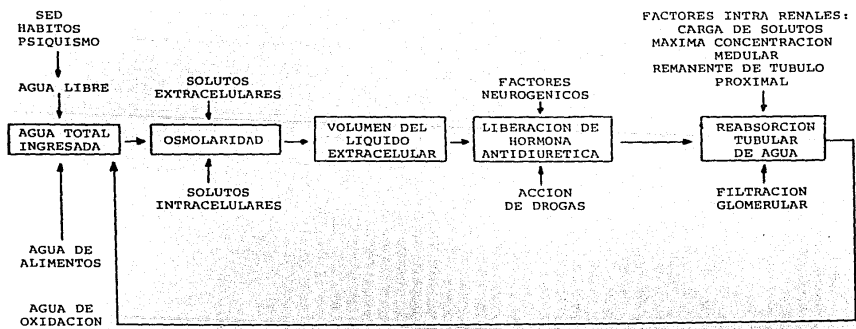 SED
HABITOS
PSIQUISMO
AGUA LIBRE
AGUA TOTAL
INGRESADA
AGUA DE
ALIMENTOS
AGUA DE
OXIDACION
SOLUTOS
EXTRACELULARES
OSMOLARIDAD
SOLUTOS
INTRACELULARES
VOLUMEN DEL
LIQUIDO
EXTRACELULAR
FACTORES
NEUROGENICOS
LIBERACION DE
HORMONA
ANTIDIURETICA
ACCION
DE DROGAS
FACTORES INTRA RENALES:
CARGA DE SOLUTOS
MAXIMA CONCENTRACION
MEDULAR
REMANENTE DE TUBULO
PROXIMAL
REABSORCION
TUBULAR
DE AGUA
FILTRACION
GLOMERULAR